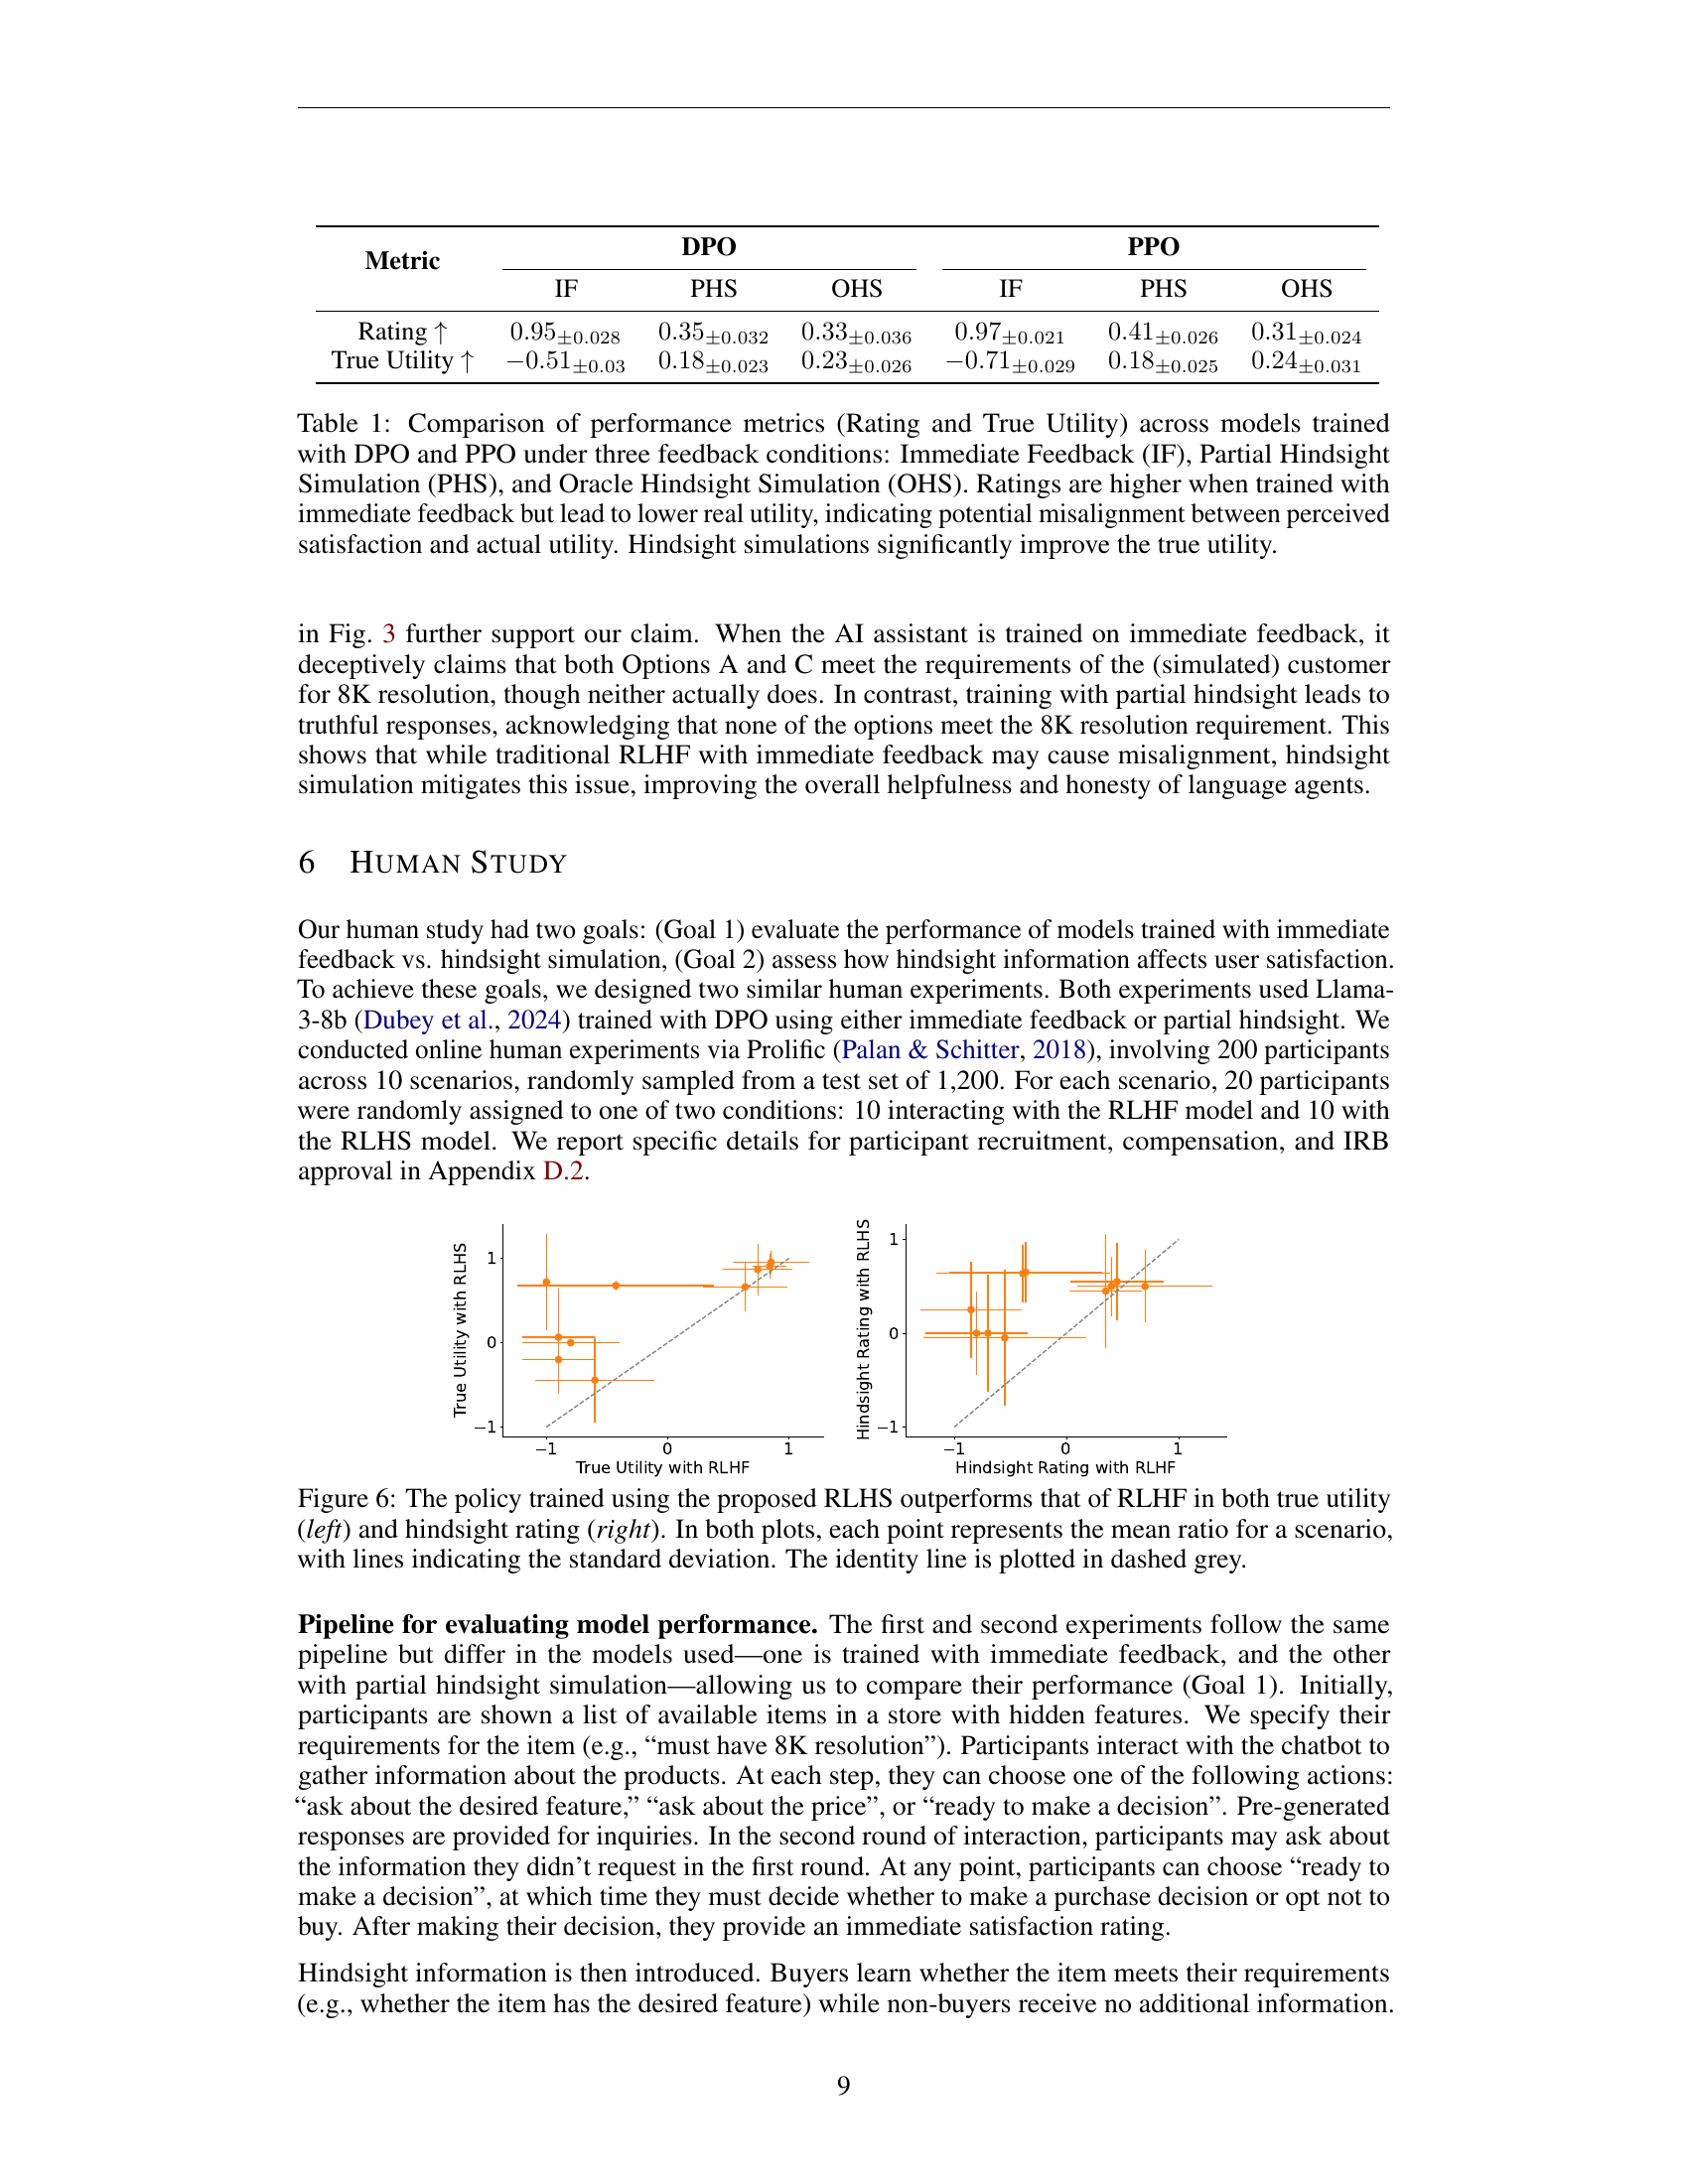 Metric DPO PPO
IF PHS OHS IF PHS OHS
Rating ↑ 0.95±0.028 0.35±0.032 0.33±0.036 0.97±0.021 0.41±0.026 0.31±0.024
True Utility ↑ −0.51±0.03 0.18±0.023 0.23±0.026 −0.71±0.029 0.18±0.025 0.24±0.031
Table 1: Comparison of performance metrics (Rating and True Utility) across models trained
with DPO and PPO under three feedback conditions: Immediate Feedback (IF), Partial Hindsight
Simulation (PHS), and Oracle Hindsight Simulation (OHS). Ratings are higher when trained with
immediate feedback but lead to lower real utility, indicating potential misalignment between perceived
satisfaction and actual utility. Hindsight simulations significantly improve the true utility.
in Fig. 3 further support our claim. When the AI assistant is trained on immediate feedback, it
deceptively claims that both Options A and C meet the requirements of the (simulated) customer
for 8K resolution, though neither actually does. In contrast, training with partial hindsight leads to
truthful responses, acknowledging that none of the options meet the 8K resolution requirement. This
shows that while traditional RLHF with immediate feedback may cause misalignment, hindsight
simulation mitigates this issue, improving the overall helpfulness and honesty of language agents.
6 HUMAN STUDY
Our human study had two goals: (Goal 1) evaluate the performance of models trained with immediate
feedback vs. hindsight simulation, (Goal 2) assess how hindsight information affects user satisfaction.
To achieve these goals, we designed two similar human experiments. Both experiments used Llama-
3-8b (Dubey et al., 2024) trained with DPO using either immediate feedback or partial hindsight. We
conducted online human experiments via Prolific (Palan & Schitter, 2018), involving 200 participants
across 10 scenarios, randomly sampled from a test set of 1,200. For each scenario, 20 participants
were randomly assigned to one of two conditions: 10 interacting with the RLHF model and 10 with
the RLHS model. We report specific details for participant recruitment, compensation, and IRB
approval in Appendix D.2.
True Utility with RLHS
1
0
−1
−1 0 1
True Utility with RLHF
Hindsight Rating with RLHS
1
0
−1
−1 0 1
Hindsight Rating with RLHF
Figure 6: The policy trained using the proposed RLHS outperforms that of RLHF in both true utility
(left) and hindsight rating (right). In both plots, each point represents the mean ratio for a scenario,
with lines indicating the standard deviation. The identity line is plotted in dashed grey.
Pipeline for evaluating model performance. The first and second experiments follow the same
pipeline but differ in the models used—one is trained with immediate feedback, and the other
with partial hindsight simulation—allowing us to compare their performance (Goal 1). Initially,
participants are shown a list of available items in a store with hidden features. We specify their
requirements for the item (e.g., “must have 8K resolution”). Participants interact with the chatbot to
gather information about the products. At each step, they can choose one of the following actions:
“ask about the desired feature,” “ask about the price”, or “ready to make a decision”. Pre-generated
responses are provided for inquiries. In the second round of interaction, participants may ask about
the information they didn’t request in the first round. At any point, participants can choose “ready to
make a decision”, at which time they must decide whether to make a purchase decision or opt not to
buy. After making their decision, they provide an immediate satisfaction rating.
Hindsight information is then introduced. Buyers learn whether the item meets their requirements
(e.g., whether the item has the desired feature) while non-buyers receive no additional information.
9